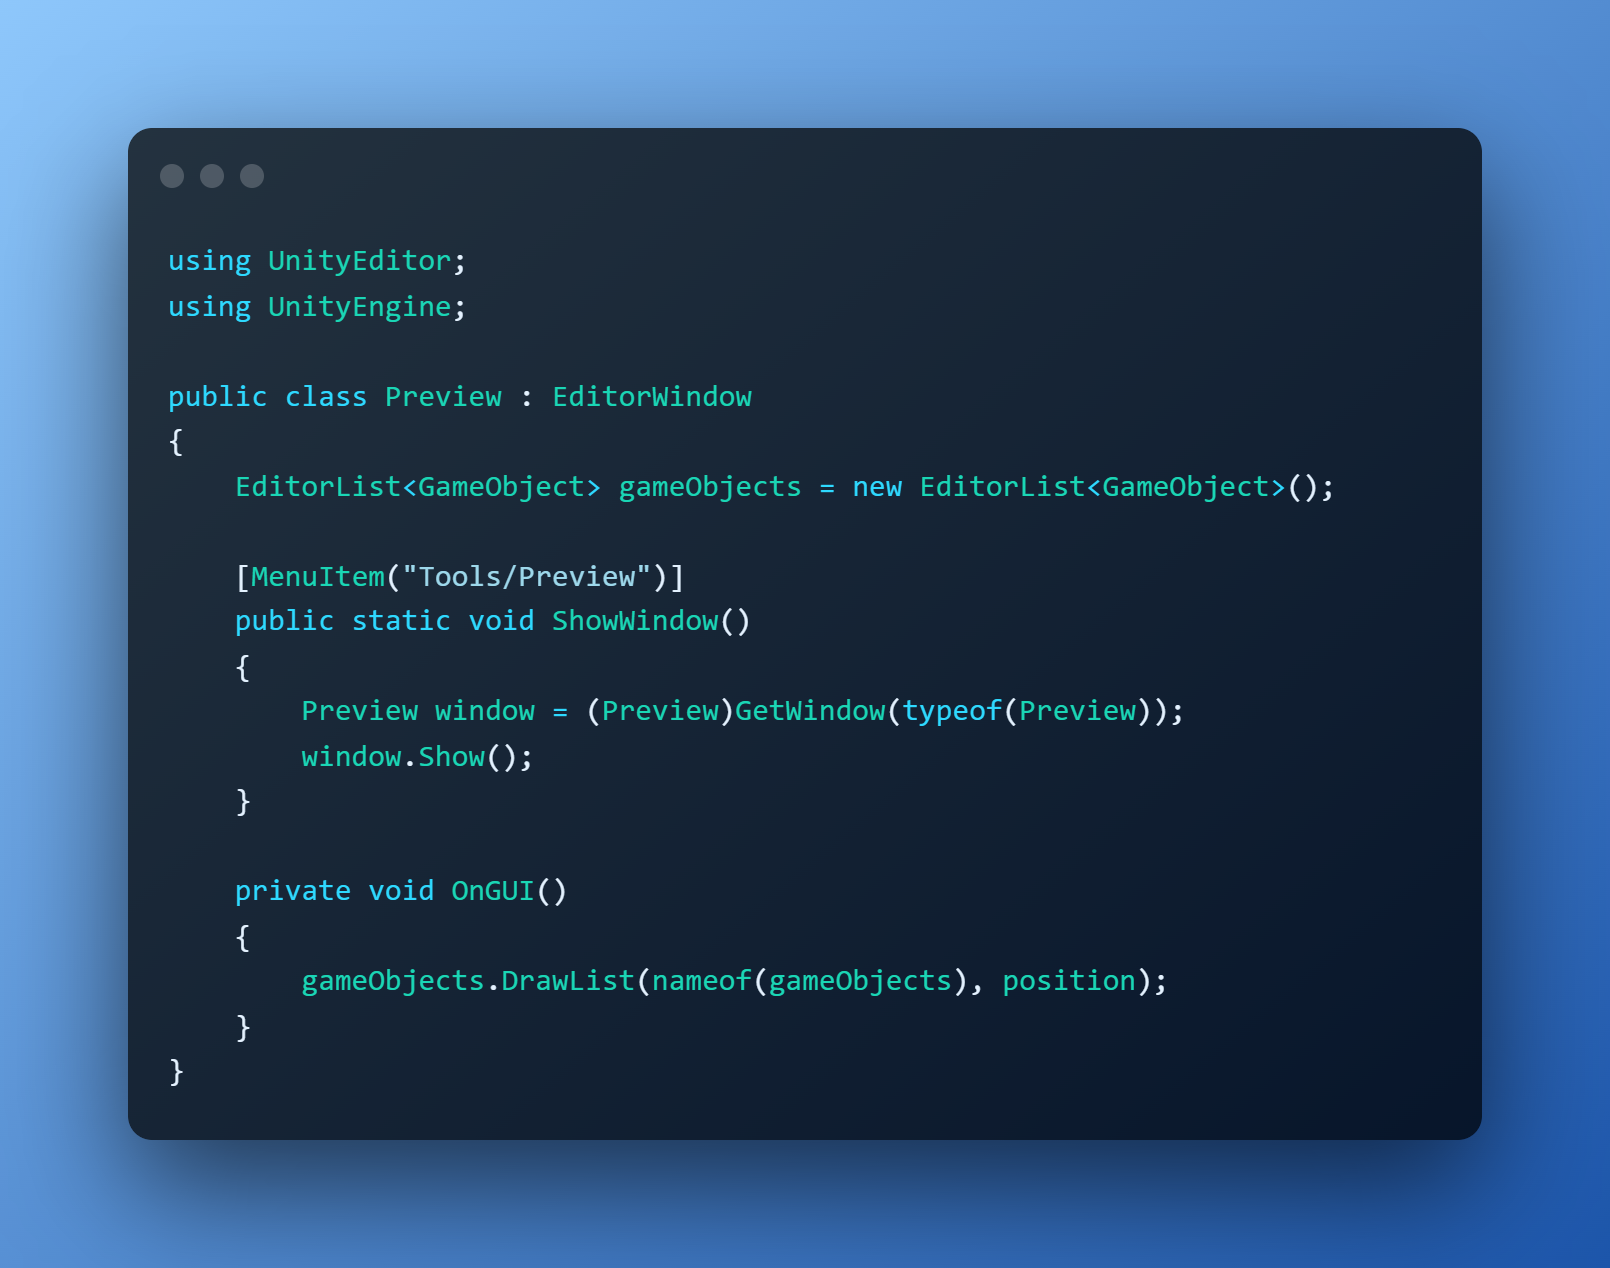 using UnityEditor;
using UnityEngine;

public class Preview : EditorWindow
{
    EditorList<GameObject> gameObjects = new EditorList<GameObject>();

    [MenuItem("Tools/Preview")]
    public static void ShowWindow()
    {
        Preview window = (Preview)GetWindow(typeof(Preview));
        window.Show();
    }

    private void OnGUI()
    {
        gameObjects.DrawList(nameof(gameObjects), position);
    }
}